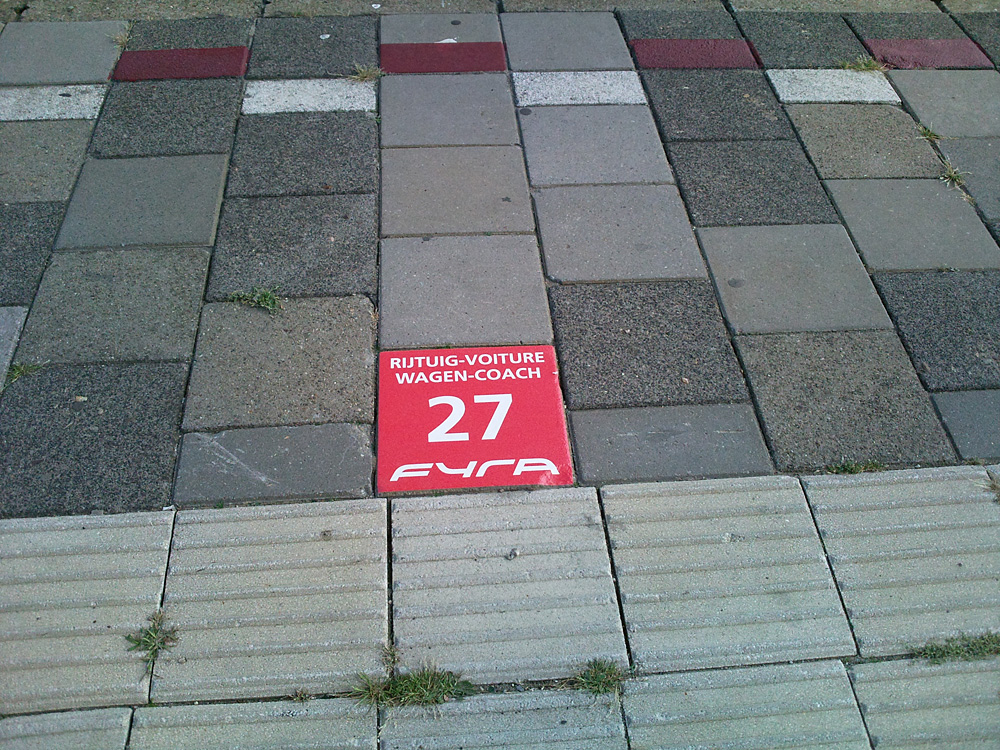 RIJTUIG-VOITURE
WAGEN-COACH
27
FYRA